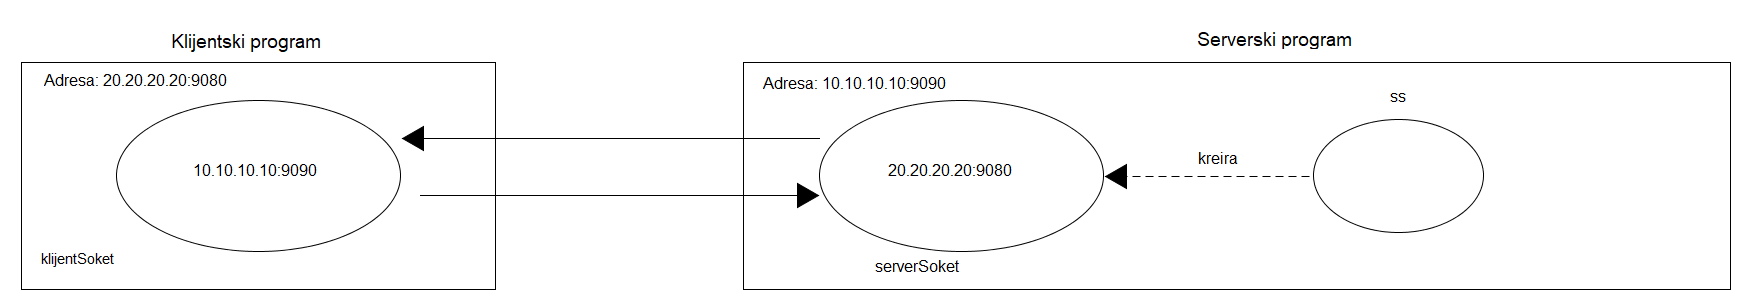 Klijentski program
Adresa: 20.20.20.20:9080
10.10.10.10:9090
klijentSoket
Serverski program
Adresa: 10.10.10.10:9090
20.20.20.20:9080
serverSoket
kreira
ss